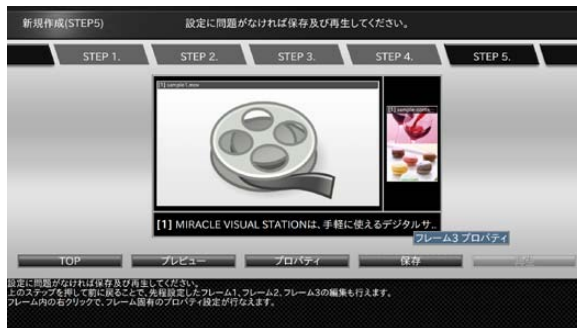 新規作成(STEP5)
設定に問題がなければ保存及び再生してください。
STEP 1.
STEP 2.
STEP 3.
STEP 4.
STEP 5.
[1] sample1.mov
[1] sample
[1] MIRACLE VISUAL STATIONは、手軽に使えるデジタルサ..
フレーム3 プロパティ
TOP
プレビュー
プロパティ
保存
設定に問題がなければ保存及び再生してください。
上のステップを押して前に戻ることで、先程設定したフレーム1、フレーム2、フレーム3の編集も行えます。
フレーム内の右クリックで、フレーム固有のプロパティ設定が行なえます。